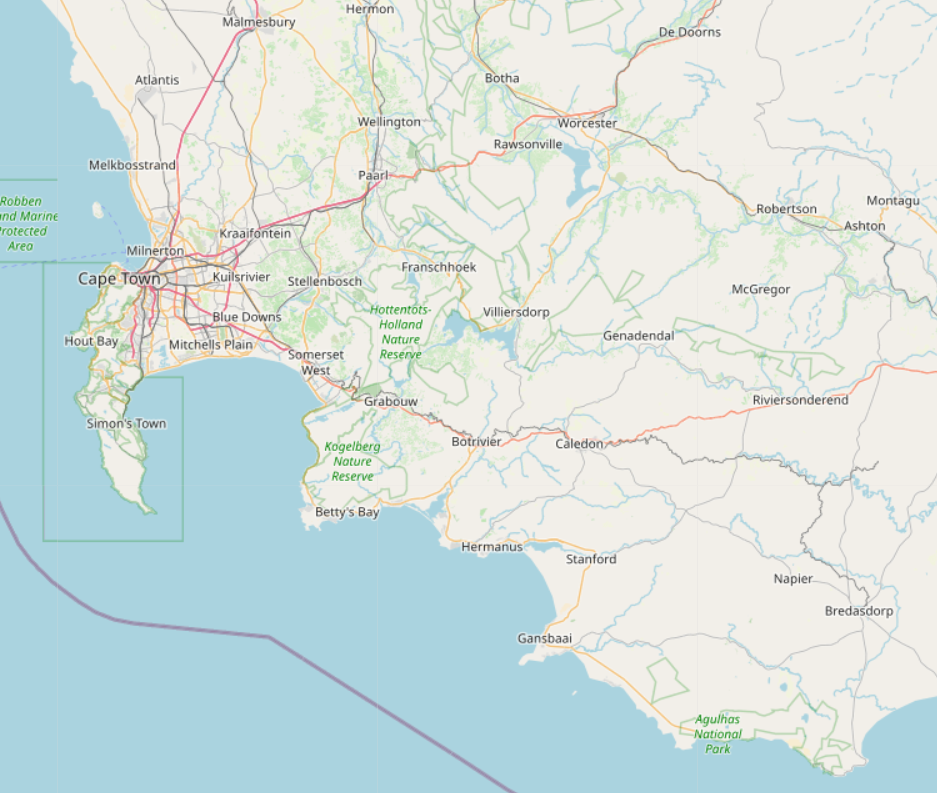 Hermon
Malmesbury
De Doorns
Atlantis
Botha
Wellington
Worcester
Rawsonville
Melkbosstrand
Paarl
Robben
and Marine
Protected
Area
Montagu
Robertson
Ashton
Kraaifontein
Milnerton
Franschhoek
Cape Town
Kuilsrivier
Stellenbosch
McGregor
Villiersdorp
Blue Downs
Hottentots-
Holland
Nature
Reserve
Genadendal
Hout Bay
Mitchells Plain
Somerset
West
Grabouw
Riviersonderend
Simon's Town
Botrivier
Caledon
Kogelberg
Nature
Reserve
Betty's Bay
Hermanus
Stanford
Napier
Bredasdorp
Gansbaai
Agulhas
National
Park